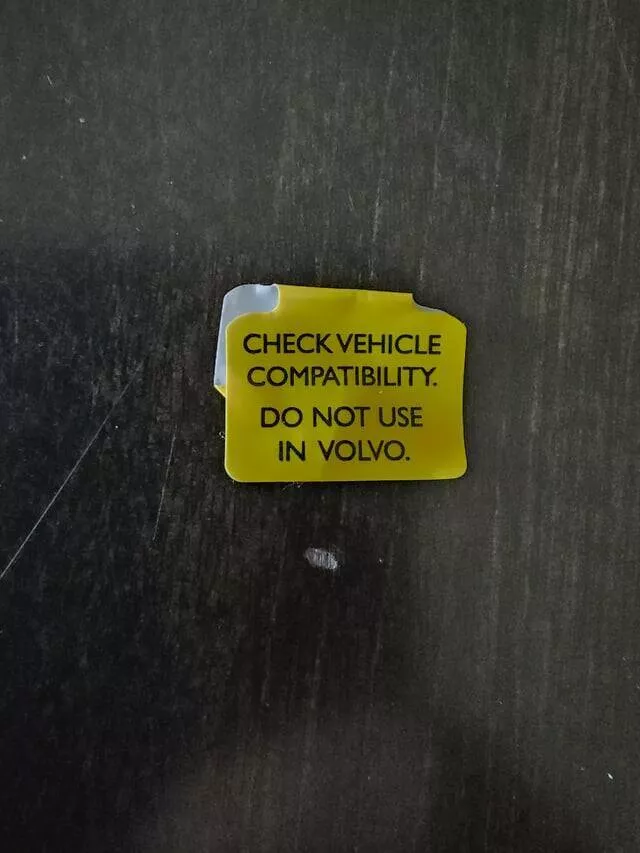 CHECK VEHICLE
COMPATIBILITY.
DO NOT USE
IN VOLVO.